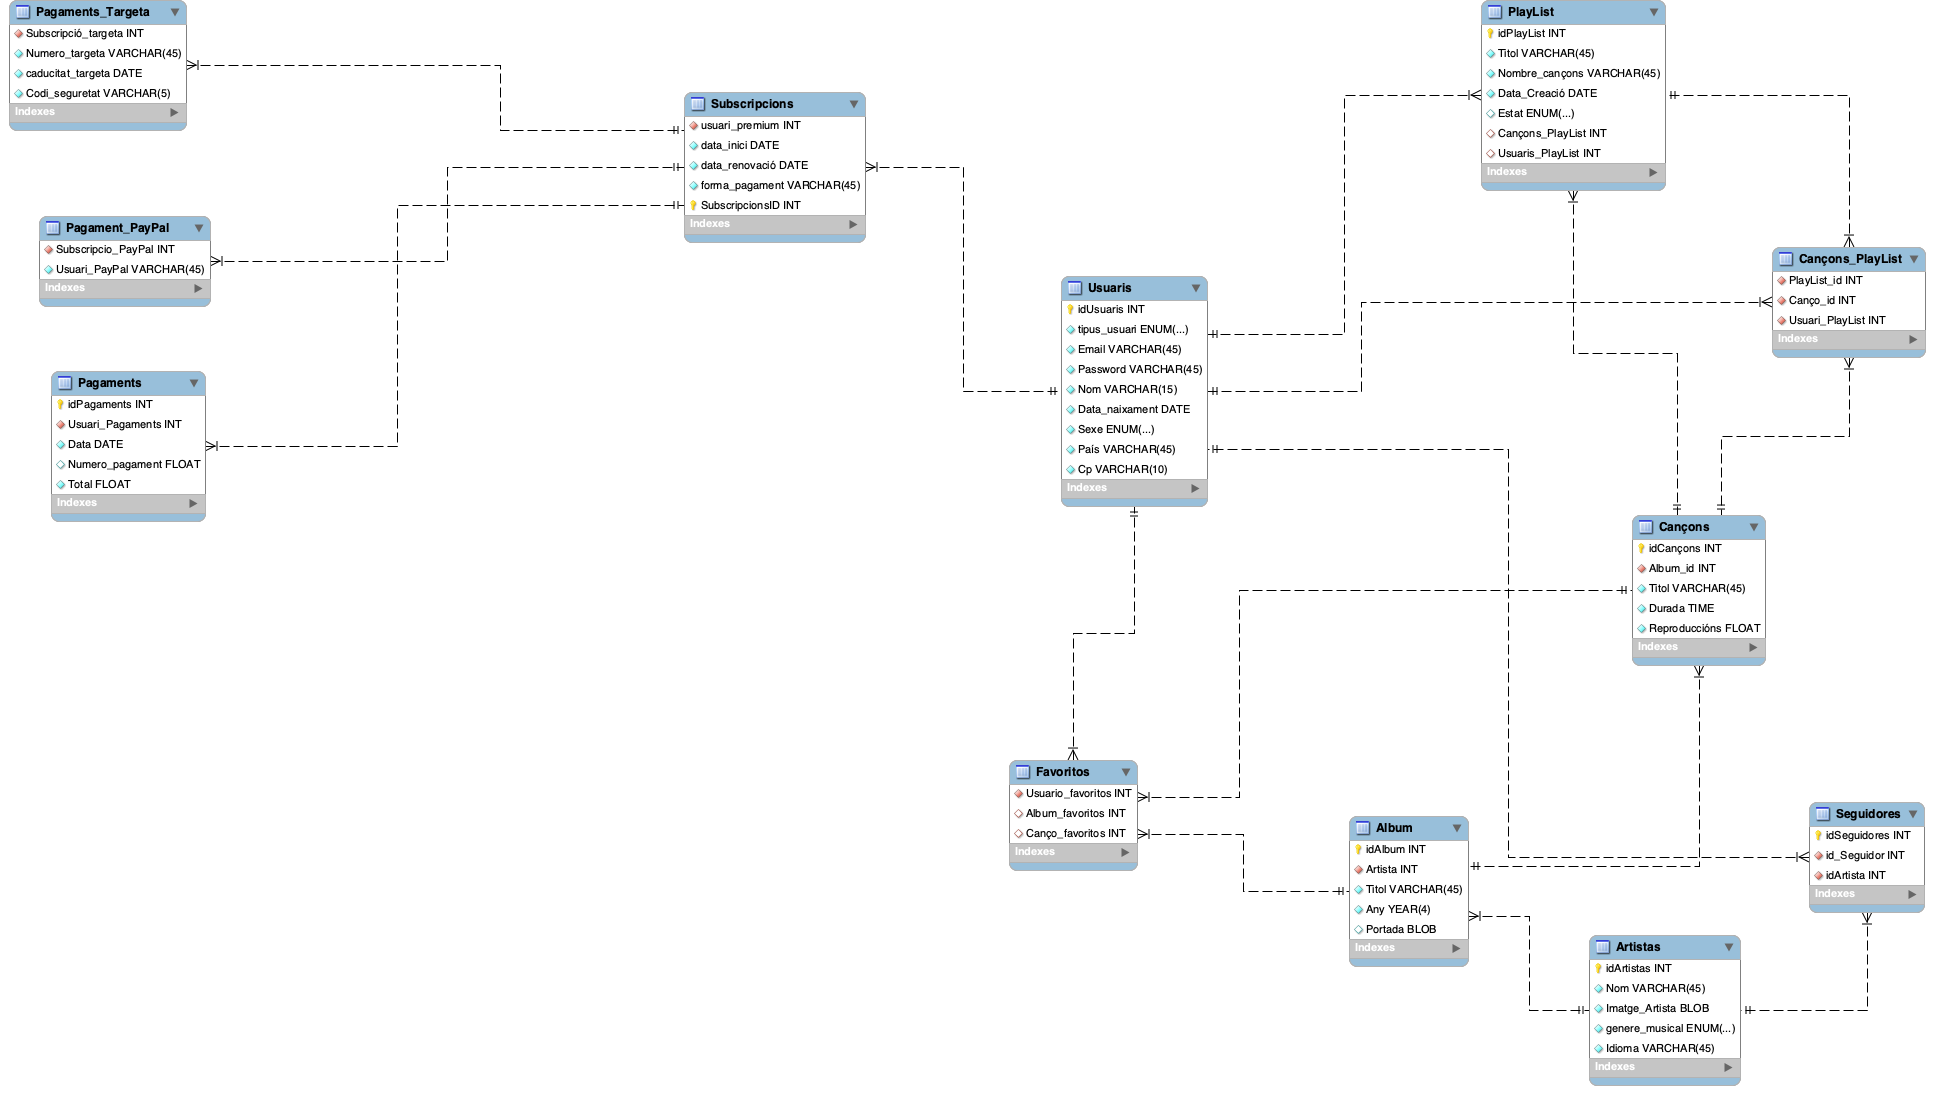 Pagaments_Targeta
Subscripció_targeta INT
Numero_targeta VARCHAR(45)
caducitat_targeta DATE
Codi_seguretat VARCHAR(5)
Indexes
Pagament_PayPal
Subscripcio_PayPal INT
Usuari_PayPal VARCHAR(45)
Indexes
Pagaments
idPagaments INT
Usuari_Pagaments INT
Data DATE
Numero_pagament FLOAT
Total FLOAT
Indexes
Subscripcions
usuari_premium INT
data_inici DATE
data_renovació DATE
forma_pagament VARCHAR(45)
SubscripcionsID INT
Indexes
Usuaris
idUsuaris INT
tipus_usuari ENUM(...)
Email VARCHAR(45)
Password VARCHAR(45)
Nom VARCHAR(15)
Data_naixament DATE
Sexe ENUM(...)
País VARCHAR(45)
Cp VARCHAR(10)
Indexes
PlayList
idPlayList INT
Titol VARCHAR(45)
Nombre_cançons VARCHAR(45)
Data_Creació DATE
Estat ENUM(...)
Cançons_PlayList INT
Usuaris_PlayList INT
Indexes
Cançons_PlayList
PlayList_id INT
Canço_id INT
Usuari_PlayList INT
Indexes
Cançons
idCançons INT
Album_id INT
Titol VARCHAR(45)
Durada TIME
Reproduccións FLOAT
Indexes
Favoritos
Usuario_favoritos INT
Album_favoritos INT
Canço_favoritos INT
Indexes
Album
idAlbum INT
Artista INT
Titol VARCHAR(45)
Any YEAR(4)
Portada BLOB
Indexes
Seguidores
idSeguidores INT
id_Seguidor INT
idArtista INT
Indexes
Artistas
idArtistas INT
Nom VARCHAR(45)
Imatge_Artista BLOB
genere_musical ENUM(...)
Idioma VARCHAR(45)
Indexes